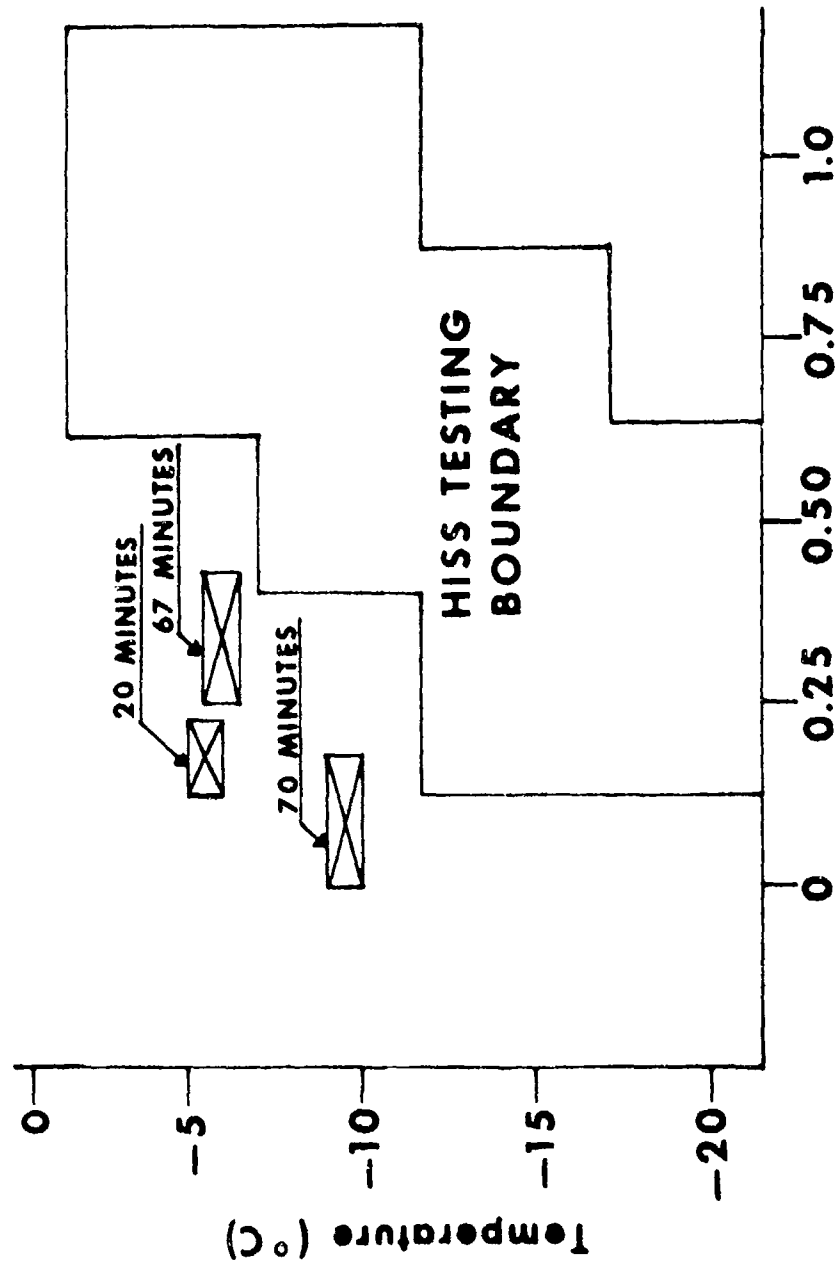 Temperature (°C)
0
−5
−10
−15
−20
20 MINUTES
67 MINUTES
70 MINUTES
HISS TESTING
BOUNDARY
0
0.25
0.50
0.75
1.0